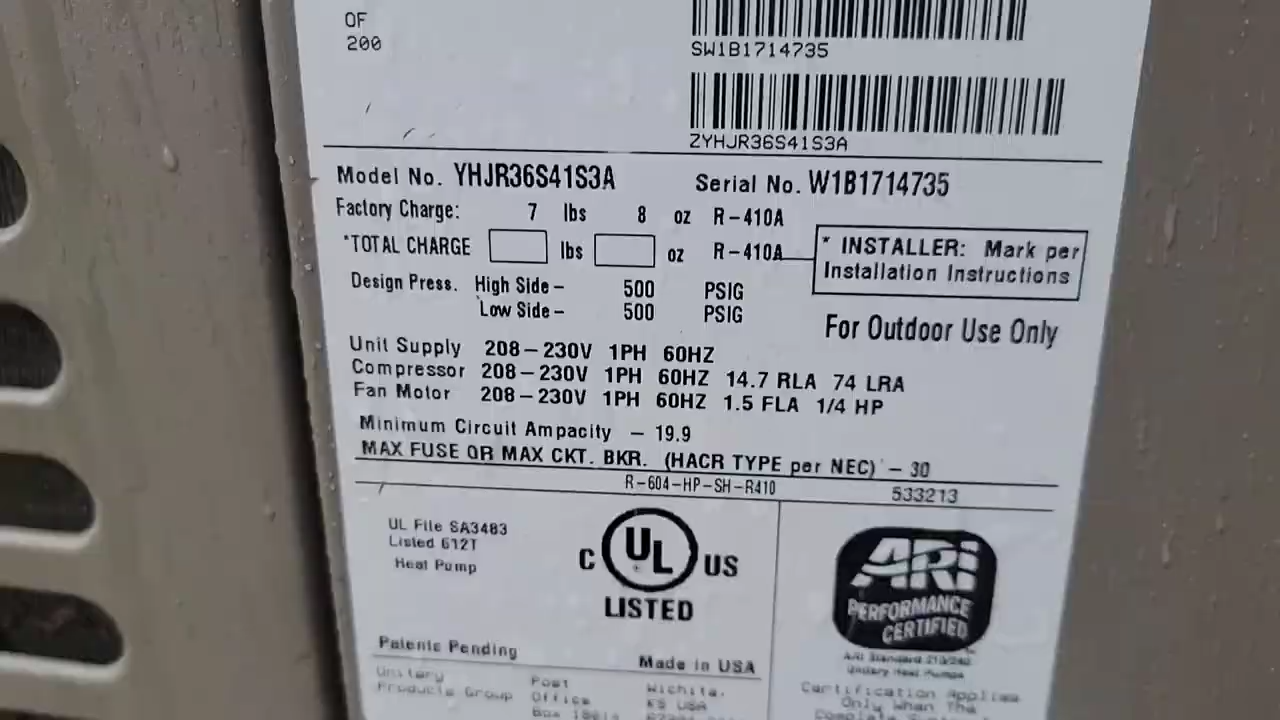 OF
200
SW1B1714735
ZYHJR36S41S3A
Model No. YHJR36S41S3A Serial No. W1B1714735
Factory Charge: 7 lbs 8 oz R-410A
*TOTAL CHARGE lbs oz R-410A
* INSTALLER: Mark per
Installation Instructions
Design Press. High Side - 500 PSIG
Low Side - 500 PSIG
For Outdoor Use Only
Unit Supply 208-230V 1PH 60HZ
Compressor 208-230V 1PH 60HZ 14.7 RLA 74 LRA
Fan Motor 208-230V 1PH 60HZ 1.5 FLA 1/4 HP
Minimum Circuit Ampacity - 19.9
MAX FUSE OR MAX CKT. BKR. (HACR TYPE per NEC) - 30
R-604-HP-SH-R410 533213
UL File SA3483
Listed 612T
Heat Pump
C UL US
LISTED
ARi
PERFORMANCE
CERTIFIED
ARI Standard 210/240
Unitary Heat Pumps
Certification Applies
Only When The
Complete
Patents Pending
Made in USA
Unitary
Products Group
Post
Office
Box
Wichita,
KS USA